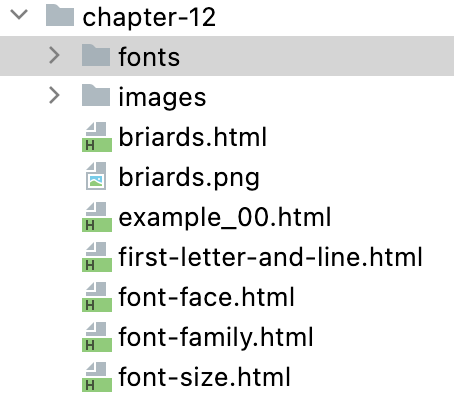 chapter-12
fonts
images
H briards.html
briards.png
H example_00.html
H first-letter-and-line.html
H font-face.html
H font-family.html
H font-size.html